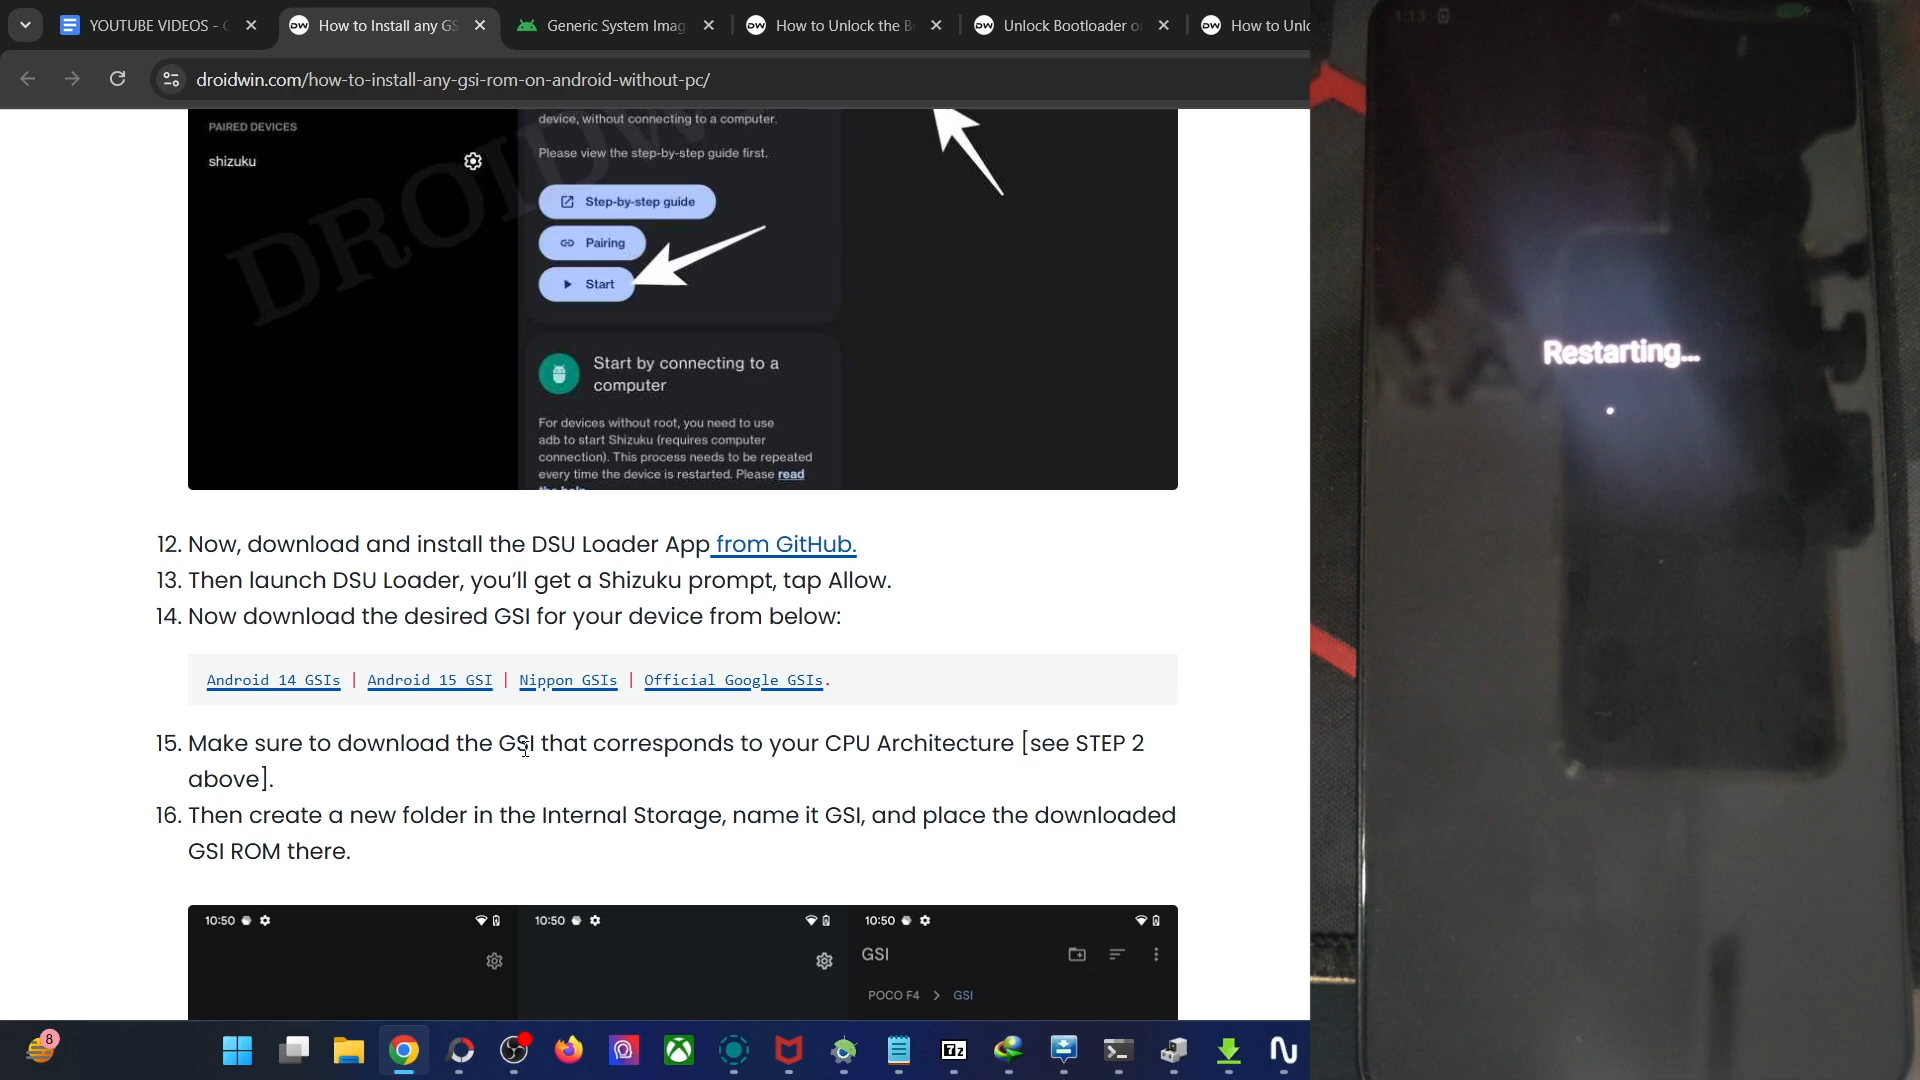 YOUTUBE VIDEOS - G
How to Install any GS
Generic System Imag
How to Unlock the B
Unlock Bootloader o
How to Unlo
droidwin.com/how-to-install-any-gsi-rom-on-android-without-pc/
1:13
PAIRED DEVICES
shizuku
device, without connecting to a computer.
Please view the step-by-step guide first.
Step-by-step guide
Pairing
Start
DROIDW
Start by connecting to a
computer
For devices without root, you need to use
adb to start Shizuku (requires computer
connection). This process needs to be repeated
every time the device is restarted. Please read
the help
Restarting...
12. Now, download and install the DSU Loader App from GitHub.
13. Then launch DSU Loader, you’ll get a Shizuku prompt, tap Allow.
14. Now download the desired GSI for your device from below:
Android 14 GSIs | Android 15 GSI | Nippon GSIs | Official Google GSIs.
15. Make sure to download the GSI that corresponds to your CPU Architecture [see STEP 2
above].
16. Then create a new folder in the Internal Storage, name it GSI, and place the downloaded
GSI ROM there.
10:50
10:50
10:50
GSI
POCO F4 > GSI
8
7z